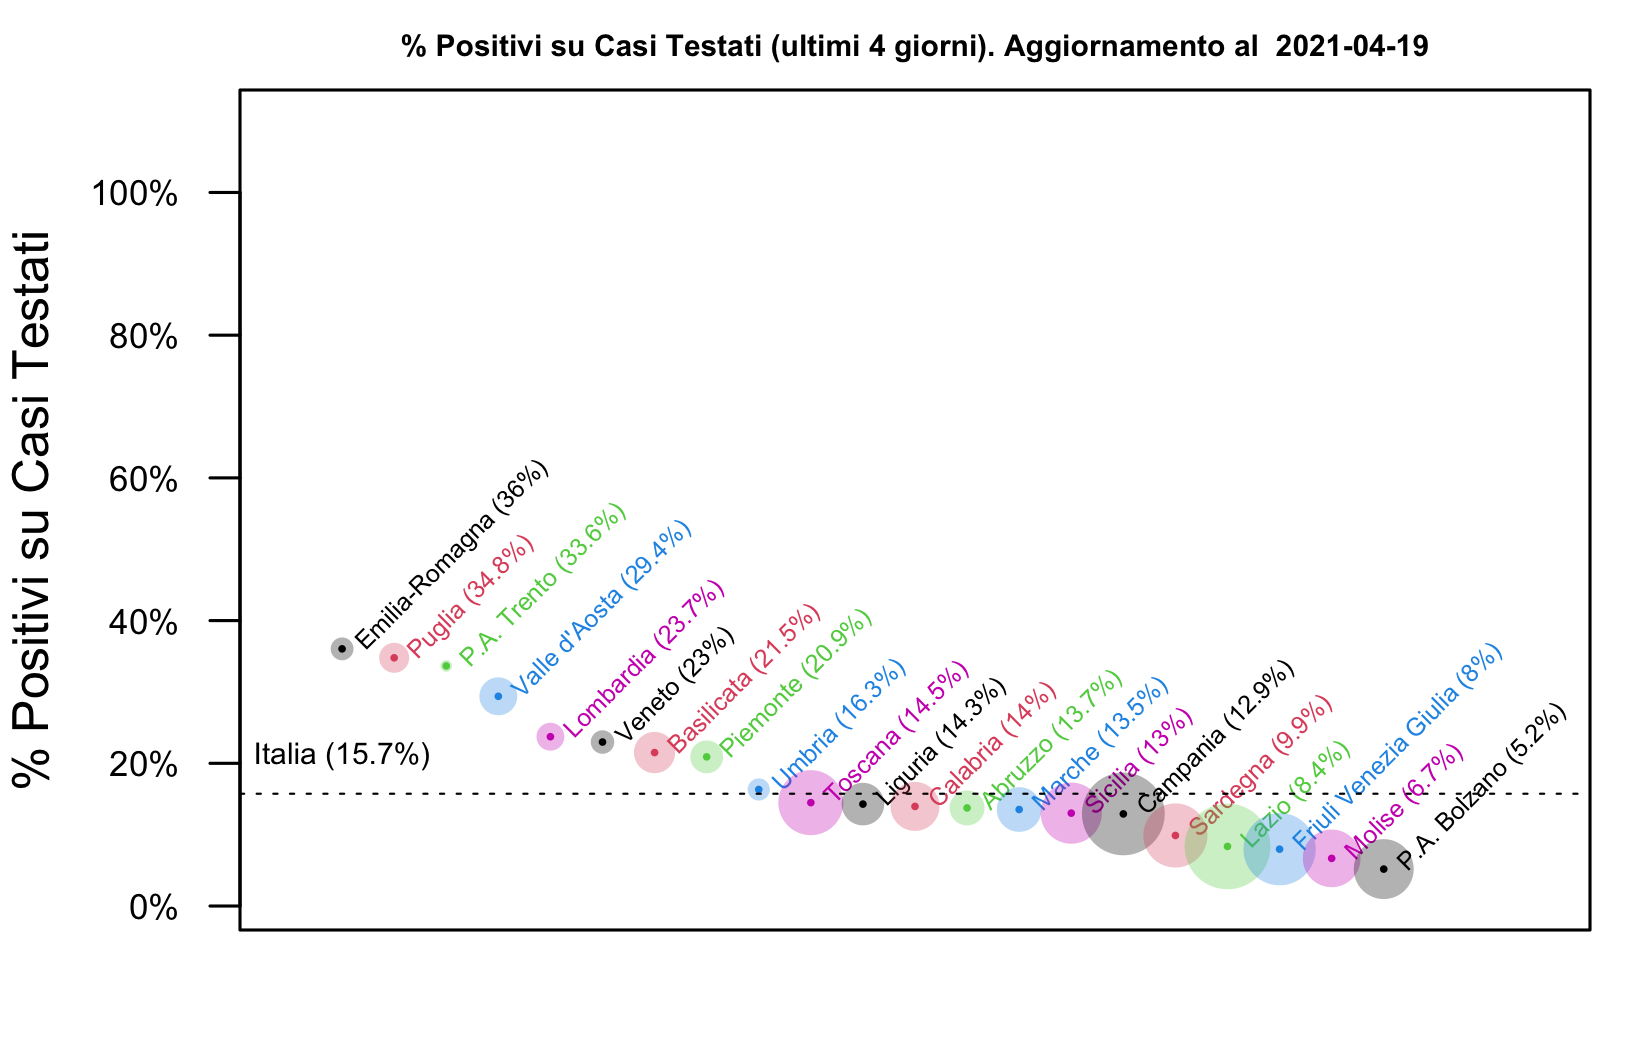 % Positivi su Casi Testati (ultimi 4 giorni). Aggiornamento al  2021-04-19
% Positivi su Casi Testati
100%
80%
60%
40%
20%
0%
Italia (15.7%)
Emilia-Romagna (36%)
Puglia (34.8%)
P.A. Trento (33.6%)
Valle d'Aosta (29.4%)
Lombardia (23.7%)
Veneto (23%)
Basilicata (21.5%)
Piemonte (20.9%)
Umbria (16.3%)
Toscana (14.5%)
Liguria (14.3%)
Calabria (14%)
Abruzzo (13.7%)
Marche (13.5%)
Sicilia (13%)
Campania (12.9%)
Sardegna (9.9%)
Lazio (8.4%)
Friuli Venezia Giulia (8%)
Molise (6.7%)
P.A. Bolzano (5.2%)